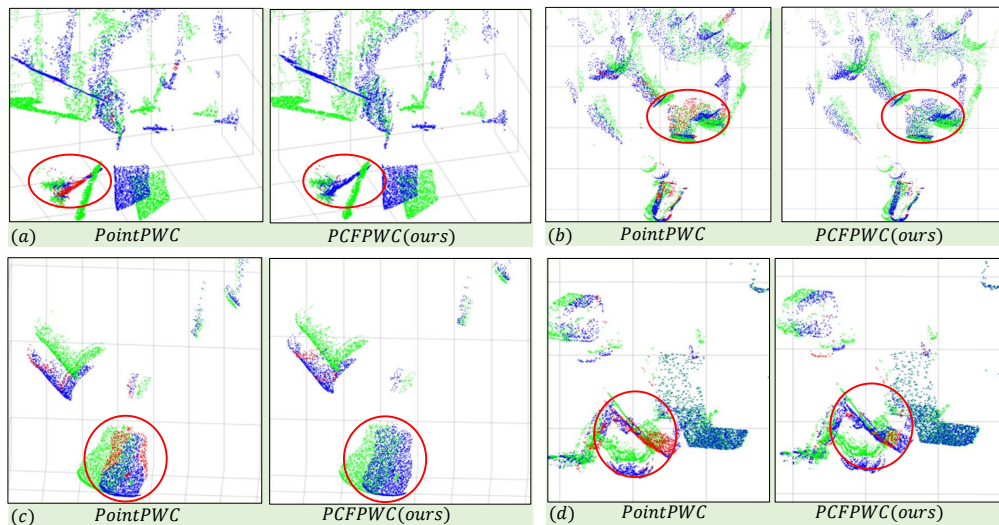 (a) PointPWC PCFPWC(ours)
(b) PointPWC PCFPWC(ours)
(c) PointPWC PCFPWC(ours)
(d) PointPWC PCFPWC(ours)